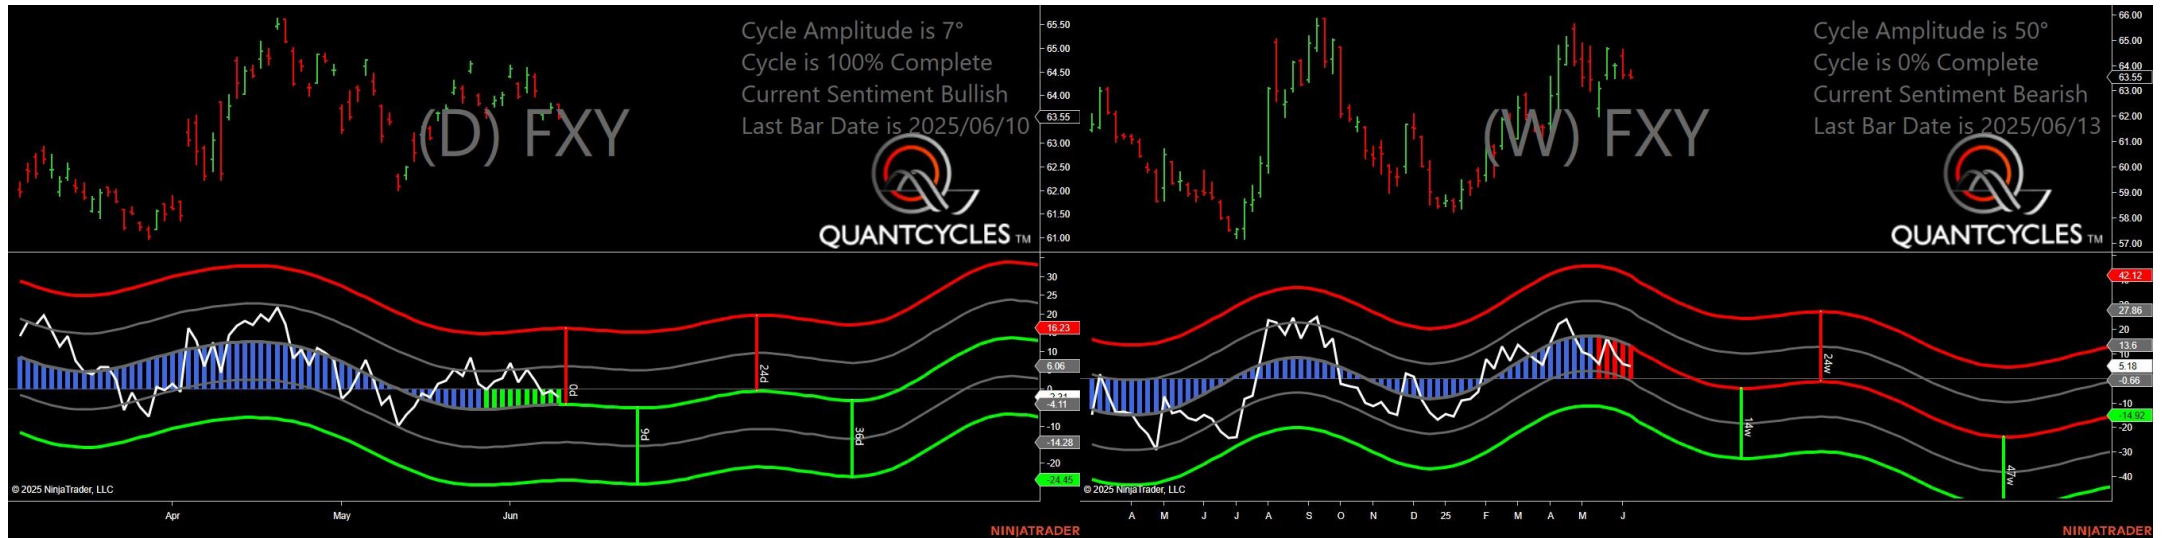 Cycle Amplitude is 7°
Cycle is 100% Complete
Current Sentiment Bullish
Last Bar Date is 2025/06/10
(D) FXY
QUANTCYCLES TM
65.50
65.00
64.50
64.00
63.55
63.00
62.50
62.00
61.50
61.00
30
25
20
16.23
10
6.06
0
-4.11
-10
-14.28
-20
-24.45
0d
9d
24d
36d
© 2025 NinjaTrader, LLC
Apr
May
Jun
NINJATRADER
Cycle Amplitude is 50°
Cycle is 0% Complete
Current Sentiment Bearish
Last Bar Date is 2025/06/13
(W) FXY
QUANTCYCLES TM
66.00
65.00
64.00
63.55
63.00
62.00
61.00
60.00
59.00
58.00
57.00
42.12
27.86
20
13.6
10
5.18
-0.66
-10
-14.92
-20
-30
-40
14w
24w
47w
© 2025 NinjaTrader, LLC
A M J J A S O N D 25 F M A M J
NINJATRADER